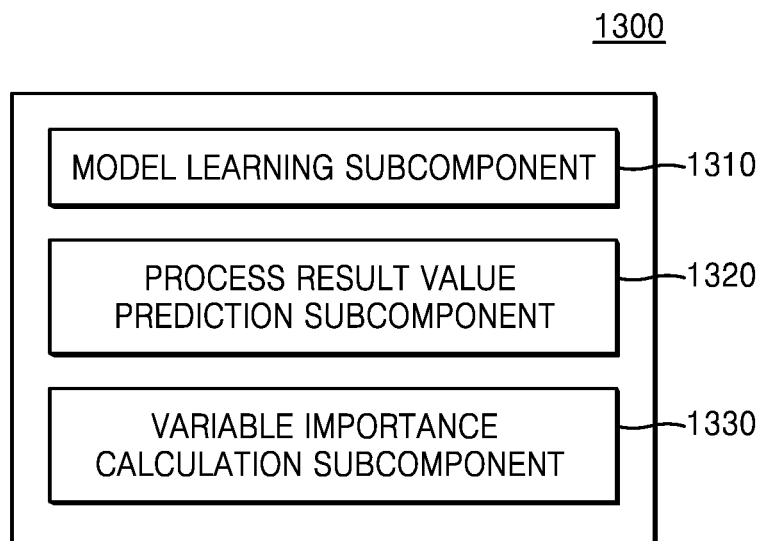 1300
MODEL LEARNING SUBCOMPONENT
1310
PROCESS RESULT VALUE
PREDICTION SUBCOMPONENT
1320
VARIABLE IMPORTANCE
CALCULATION SUBCOMPONENT
1330